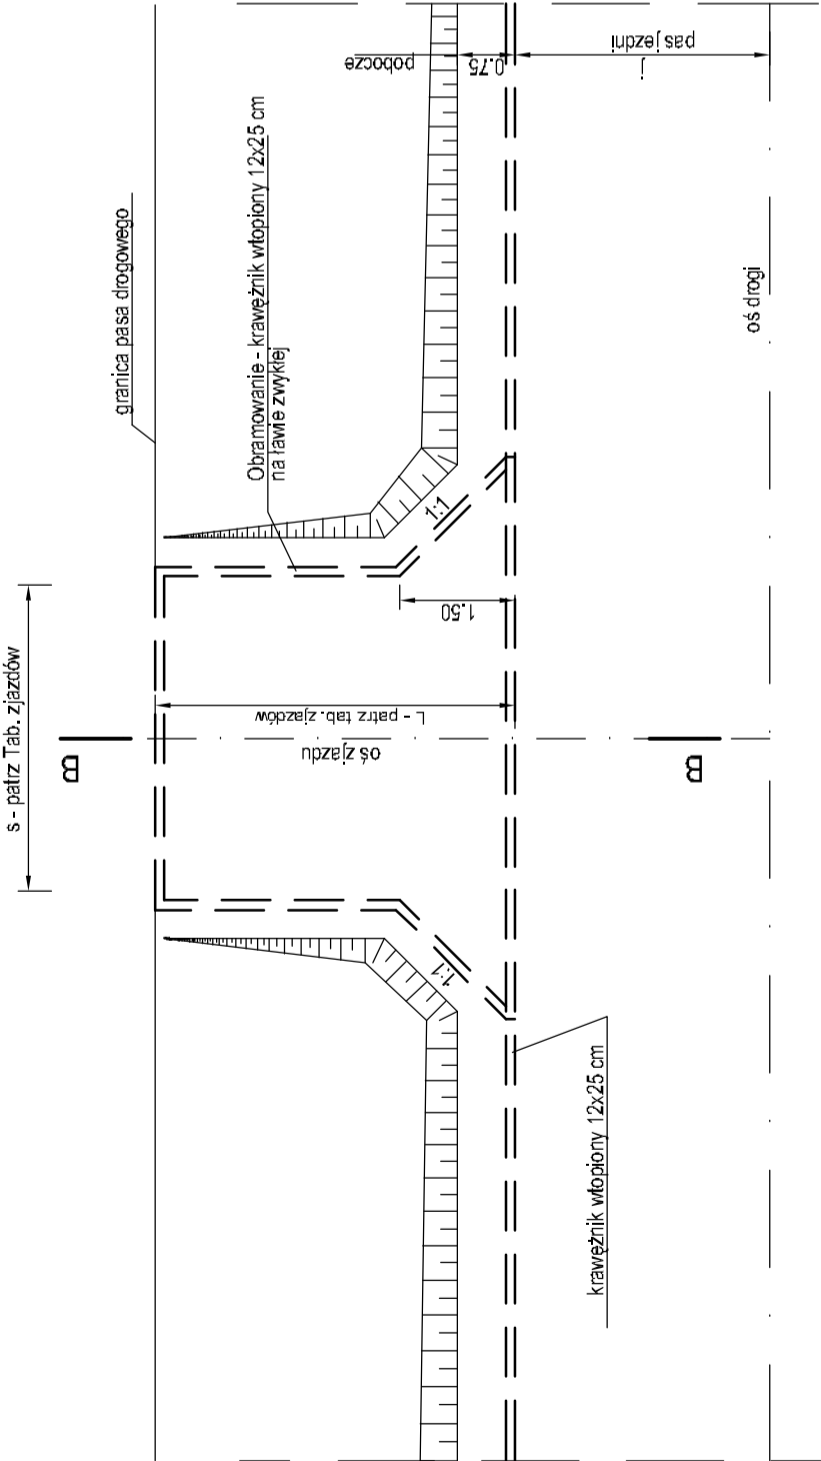 s - patrz Tab. zjazdów
granica pasa drogowego
Obramowanie - krawężnik wtopiony 12x25 cm
na ławie zwykłej
pobocze
0.75
pas jezdni
j
oś drogi
1:1
1.50
L - patrz tab. zjazdów
oś zjazdu
B
B
1:1
krawężnik wtopiony 12x25 cm